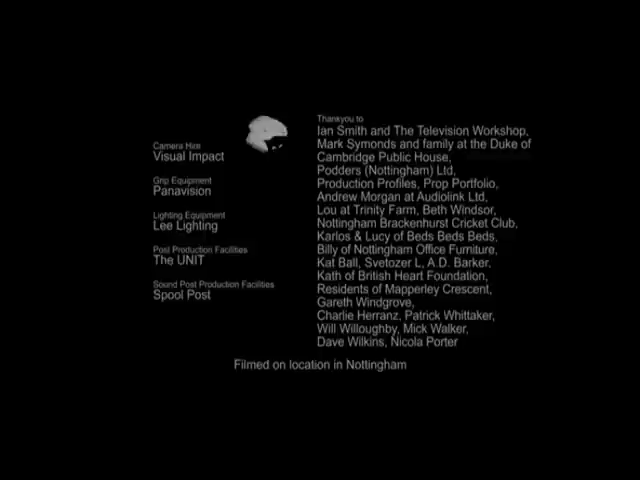 Camera Hire
Visual Impact
Grip Equipment
Panavision
Lighting Equipment
Lee Lighting
Post Production Facilities
The UNIT
Sound Post Production Facilities
Spool Post
Thankyou to
Ian Smith and The Television Workshop,
Mark Symonds and family at the Duke of
Cambridge Public House,
Podders (Nottingham) Ltd,
Production Profiles, Prop Portfolio,
Andrew Morgan at Audiolink Ltd,
Lou at Trinity Farm, Beth Windsor,
Nottingham Brackenhurst Cricket Club,
Karlos & Lucy of Beds Beds Beds,
Billy of Nottingham Office Furniture,
Kat Ball, Svetozer L, A.D. Barker,
Kath of British Heart Foundation,
Residents of Mapperley Crescent,
Gareth Windgrove,
Charlie Herranz, Patrick Whittaker,
Will Willoughby, Mick Walker,
Dave Wilkins, Nicola Porter
Filmed on location in Nottingham